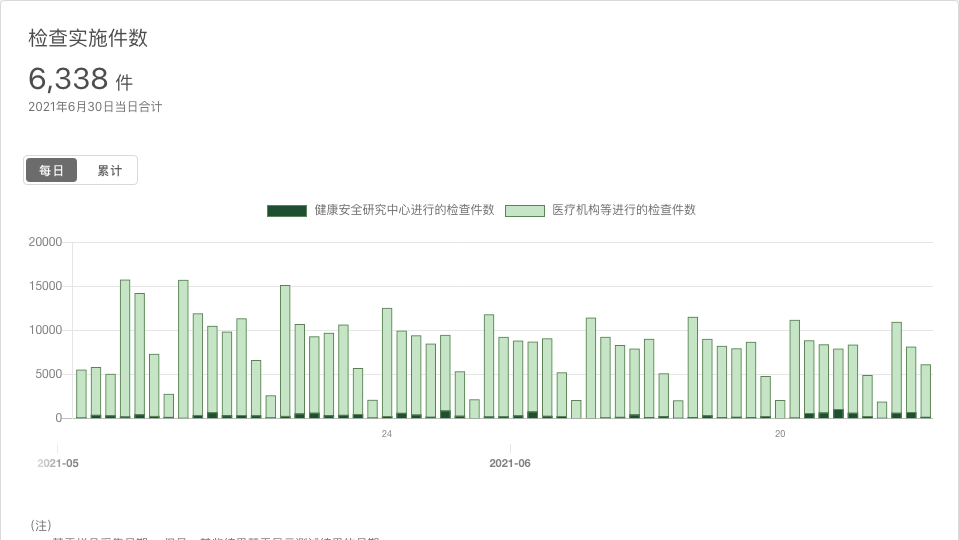 检查实施件数
6,338 件
2021年6月30日当日合计
每日 累计
健康安全研究中心进行的检查件数 医疗机构等进行的检查件数
20000
15000
10000
5000
0
24 20
2021-05 2021-06
(注)